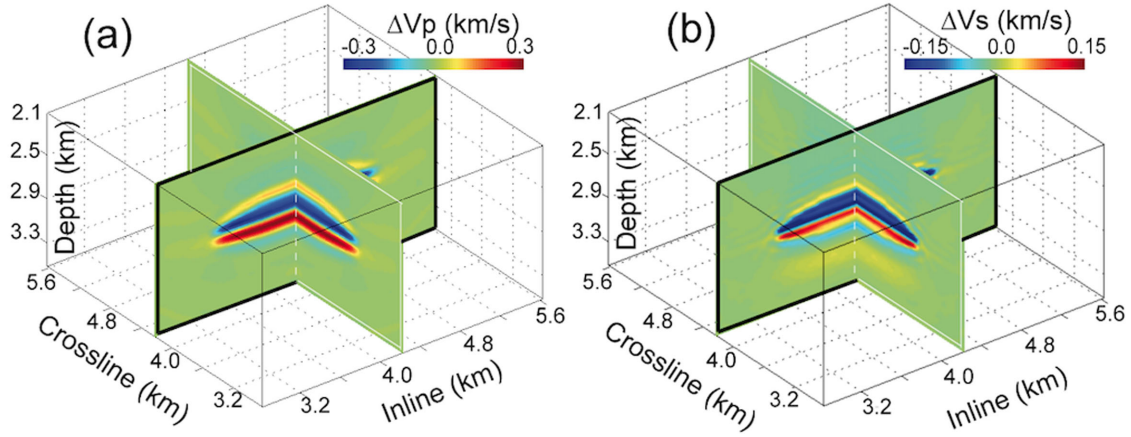 (a)
ΔVp (km/s)
-0.3 0.0 0.3
2.1
2.5
2.9
3.3
Depth (km)
5.6
4.8
4.0
3.2
Crossline (km)
3.2
4.0
4.8
5.6
Inline (km)
(b)
ΔVs (km/s)
-0.15 0.0 0.15
2.1
2.5
2.9
3.3
Depth (km)
5.6
4.8
4.0
3.2
Crossline (km)
3.2
4.0
4.8
5.6
Inline (km)